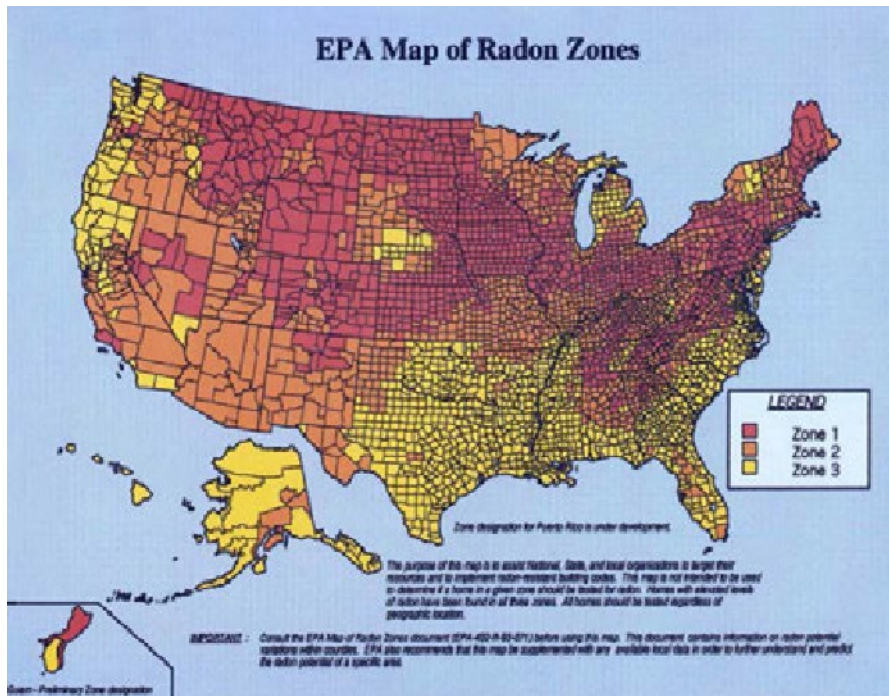 EPA Map of Radon Zones
LEGEND
Zone 1
Zone 2
Zone 3
Zone designation for Puerto Rico is under development.
The purpose of this map is to assist National, State, and local organizations to target their
resources and to implement radon-resistant building codes. This map is not intended to be used
to determine if a home in a given zone should be tested for radon. Homes with elevated levels
of radon have been found in all three zones. All homes should be tested regardless of
geographic location.
IMPORTANT: Consult the EPA Map of Radon Zones document (EPA-402-R-93-071) before using this map. This document contains information on radon potential
variations within counties. EPA also recommends that this map be supplemented with any available local data in order to further understand and predict
the radon potential of a specific area.
Guam - Preliminary Zone designation